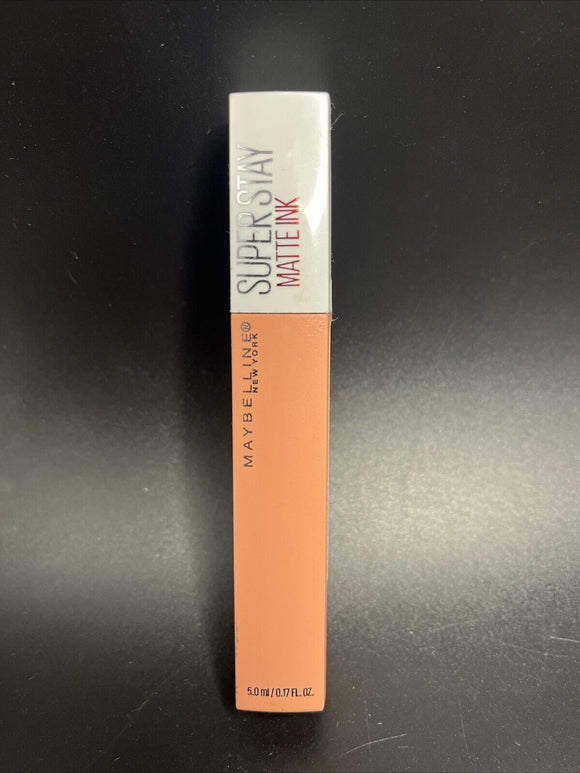 SUPER STAY
MATTE INK
MAYBELLINE®
NEW YORK
5.0 ml / 0.17 FL. OZ.